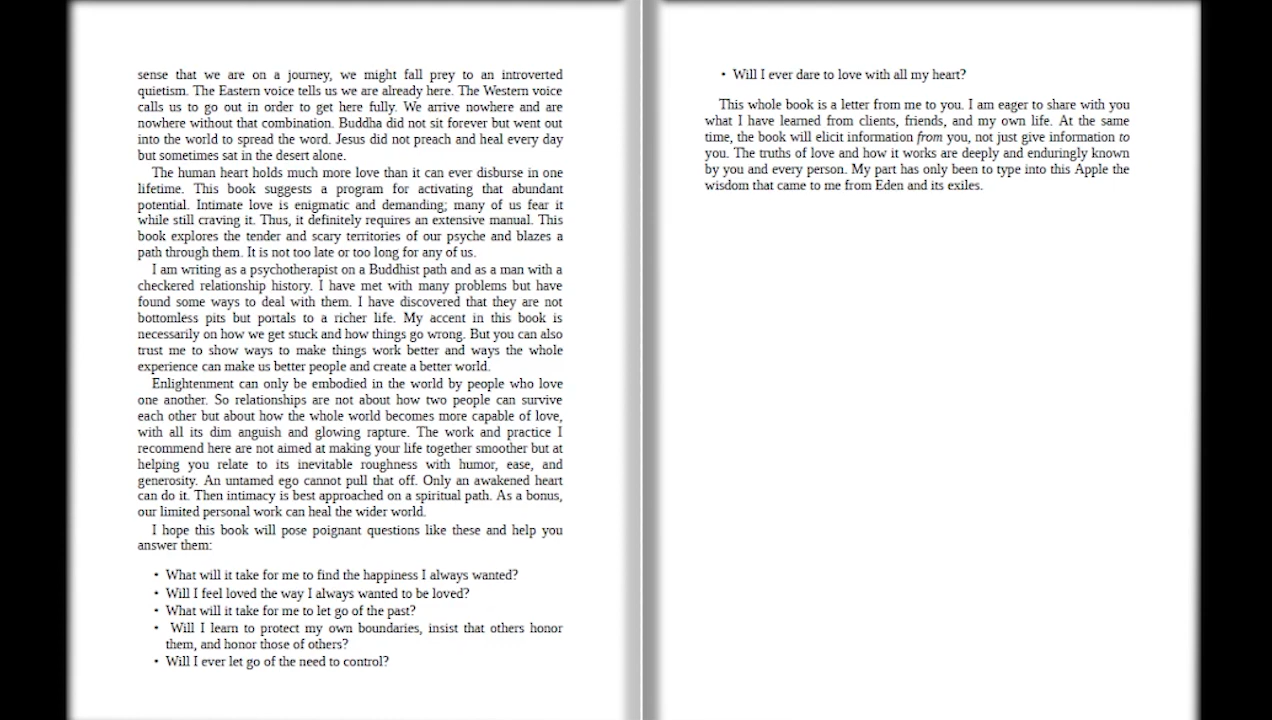 sense that we are on a journey, we might fall prey to an introverted
quietism. The Eastern voice tells us we are already here. The Western voice
calls us to go out in order to get here fully. We arrive nowhere and are
nowhere without that combination. Buddha did not sit forever but went out
into the world to spread the word. Jesus did not preach and heal every day
but sometimes sat in the desert alone.
The human heart holds much more love than it can ever disburse in one
lifetime. This book suggests a program for activating that abundant
potential. Intimate love is enigmatic and demanding; many of us fear it
while still craving it. Thus, it definitely requires an extensive manual. This
book explores the tender and scary territories of our psyche and blazes a
path through them. It is not too late or too long for any of us.
I am writing as a psychotherapist on a Buddhist path and as a man with a
checkered relationship history. I have met with many problems but have
found some ways to deal with them. I have discovered that they are not
bottomless pits but portals to a richer life. My accent in this book is
necessarily on how we get stuck and how things go wrong. But you can also
trust me to show ways to make things work better and ways the whole
experience can make us better people and create a better world.
Enlightenment can only be embodied in the world by people who love
one another. So relationships are not about how two people can survive
each other but about how the whole world becomes more capable of love,
with all its dim anguish and glowing rapture. The work and practice I
recommend here are not aimed at making your life together smoother but at
helping you relate to its inevitable roughness with humor, ease, and
generosity. An untamed ego cannot pull that off. Only an awakened heart
can do it. Then intimacy is best approached on a spiritual path. As a bonus,
our limited personal work can heal the wider world.
I hope this book will pose poignant questions like these and help you
answer them:
• What will it take for me to find the happiness I always wanted?
• Will I feel loved the way I always wanted to be loved?
• What will it take for me to let go of the past?
• Will I learn to protect my own boundaries, insist that others honor
them, and honor those of others?
• Will I ever let go of the need to control?
• Will I ever dare to love with all my heart?
This whole book is a letter from me to you. I am eager to share with you
what I have learned from clients, friends, and my own life. At the same
time, the book will elicit information from you, not just give information to
you. The truths of love and how it works are deeply and enduringly known
by you and every person. My part has only been to type into this Apple the
wisdom that came to me from Eden and its exiles.